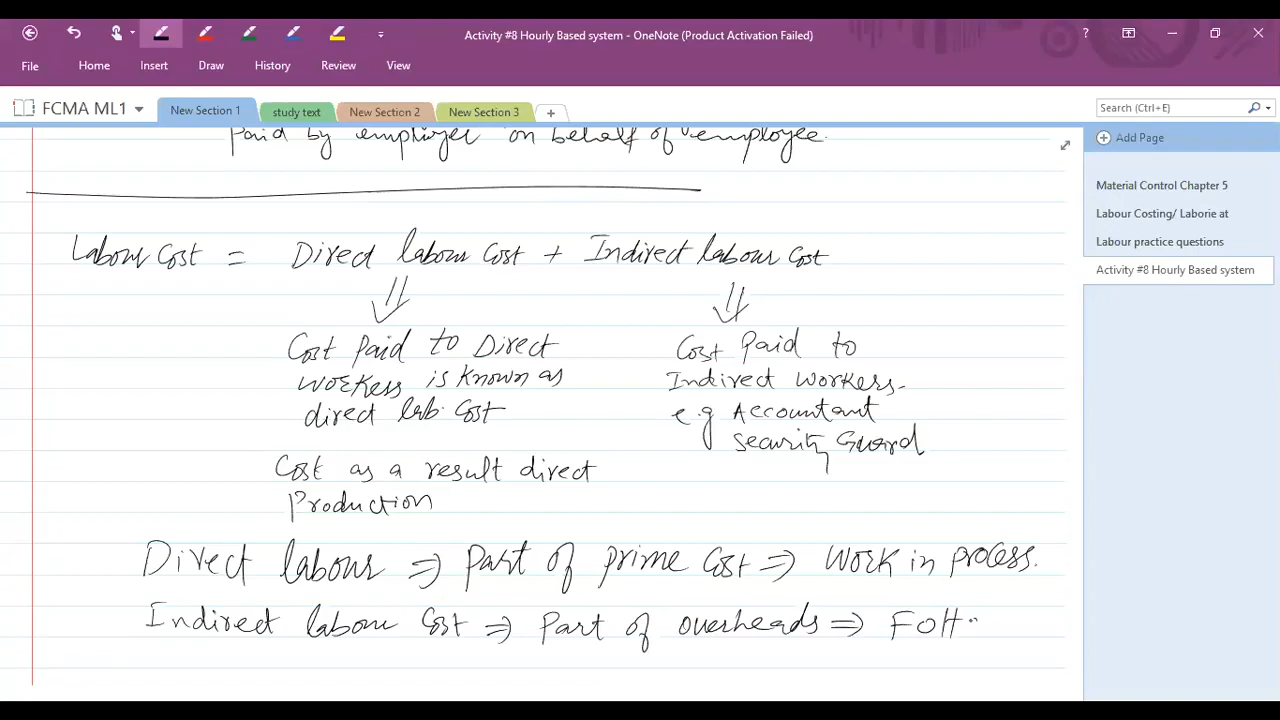 Activity #8 Hourly Based system - OneNote (Product Activation Failed)
?
File Home Insert Draw History Review View
FCMA ML1 New Section 1 study text New Section 2 New Section 3 +
Search (Ctrl+E)
Add Page
Material Control Chapter 5
Labour Costing/ Laborie at
Labour practice questions
Activity #8 Hourly Based system
Paid by employer on behalf of employee.
Labour Cost = Direct labour Cost + Indirect labour Cost
Cost Paid to Direct
workers is known as
direct lab. Cost
Cost as a result direct
Production
Cost Paid to
Indirect workers.
e.g Accountant
Security Guard
Direct labour ⇒ Part of prime Cost ⇒ Work in process.
Indirect labour Cost ⇒ Part of overheads ⇒ FOH.